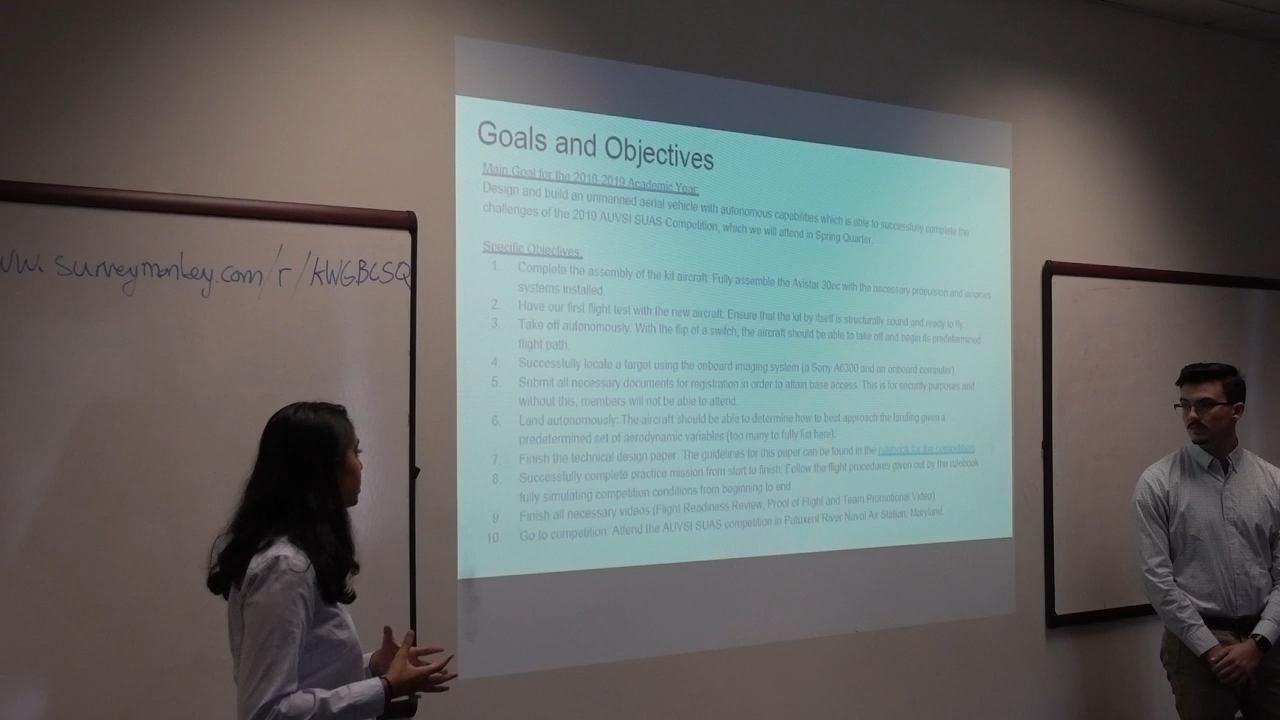 ww.surveymonkey.com/r/KWGBCSQ
Goals and Objectives
Main Goal for the 2018-2019 Academic Year:
Design and build an unmanned aerial vehicle with autonomous capabilities which is able to successfully complete the
challenges of the 2019 AUVSI SUAS Competition, which we will attend in Spring Quarter.
Specific Objectives:
1. Complete the assembly of the kit aircraft: Fully assemble the Avistar 30cc with the necessary propulsion and avionics
systems installed.
2. Have our first flight test with the new aircraft: Ensure that the kit by itself is structurally sound and ready to fly.
3. Take off autonomously: With the flip of a switch, the aircraft should be able to take off and begin its predetermined
flight path.
4. Successfully locate a target using the onboard imaging system (a Sony A6300 and an onboard computer)
5. Submit all necessary documents for registration in order to attain base access. This is for security purposes and
without this, members will not be able to attend.
6. Land autonomously: The aircraft should be able to determine how to best approach the landing given a
predetermined set of aerodynamic variables (too many to fully list here).
7. Finish the technical design paper: The guidelines for this paper can be found in the rulebook for the competition.
8. Successfully complete practice mission from start to finish: Follow the flight procedures given out by the rulebook
fully simulating competition conditions from beginning to end.
9. Finish all necessary videos (Flight Readiness Review, Proof of Flight and Team Promotional Video)
10. Go to competition: Attend the AUVSI SUAS competition in Patuxent River Naval Air Station, Maryland.